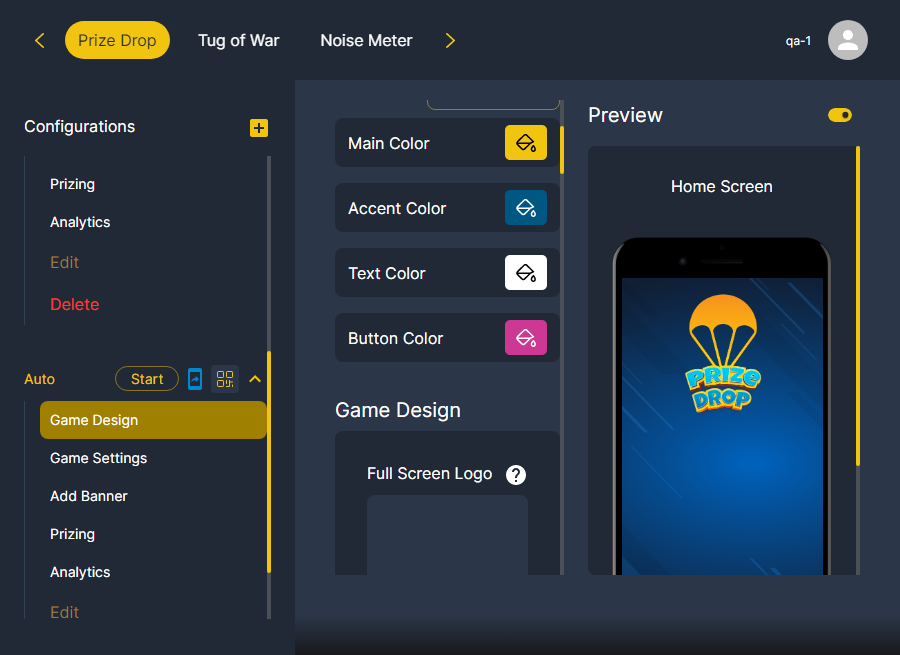 Prize Drop
Tug of War
Noise Meter
qa-1
Configurations
Prizing
Analytics
Edit
Delete
Auto
Start
Game Design
Game Settings
Add Banner
Prizing
Analytics
Edit
Main Color
Accent Color
Text Color
Button Color
Game Design
Full Screen Logo ?
Preview
Home Screen
PRIZE
DROP